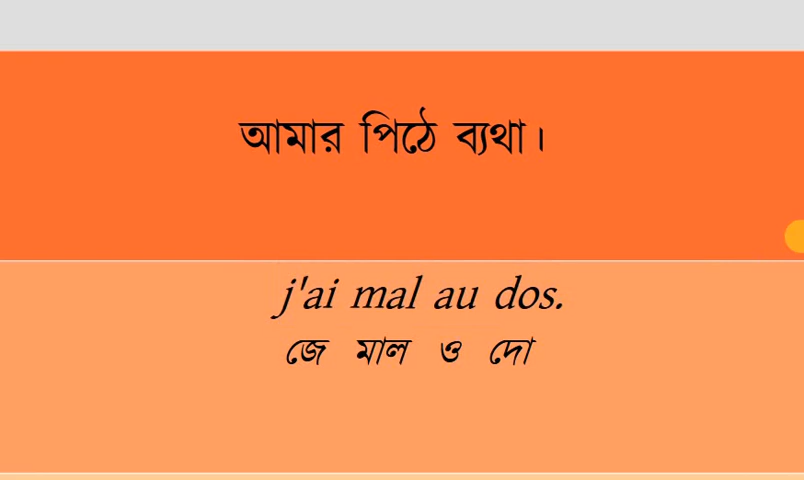 আমার পিঠে ব্যথা।
j'ai mal au dos.
জে মাল ও দো